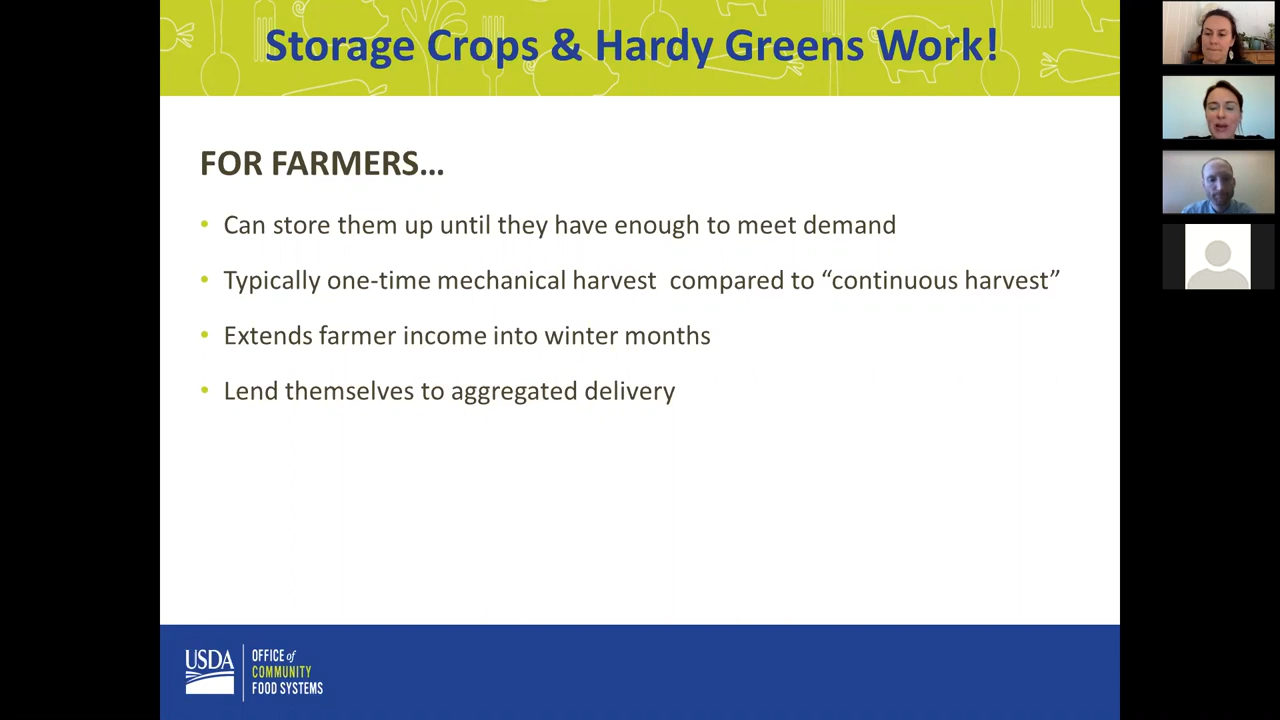 Storage Crops & Hardy Greens Work!
FOR FARMERS…
• Can store them up until they have enough to meet demand
• Typically one-time mechanical harvest  compared to “continuous harvest”
• Extends farmer income into winter months
• Lend themselves to aggregated delivery
USDA
OFFICE of
COMMUNITY
FOOD SYSTEMS